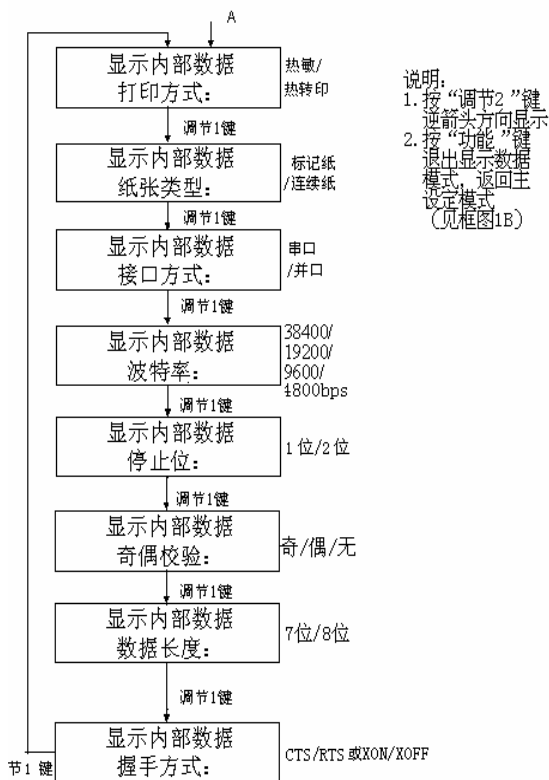 A
显示内部数据
打印方式：
热敏/
热转印
说明：
1.按“调节2”键
逆箭头方向显示
2.按“功能”键
退出显示数据
模式，返回主
设定模式
（见框图1B）
调节1键
显示内部数据
纸张类型：
标记纸
/连续纸
调节1键
显示内部数据
接口方式：
串口
/并口
调节1键
显示内部数据
波特率：
38400/
19200/
9600/
4800bps
调节1键
显示内部数据
停止位：
1位/2位
调节1键
显示内部数据
奇偶校验：
奇/偶/无
调节1键
显示内部数据
数据长度：
7位/8位
调节1键
显示内部数据
握手方式：
CTS/RTS或XON/XOFF
节1 键